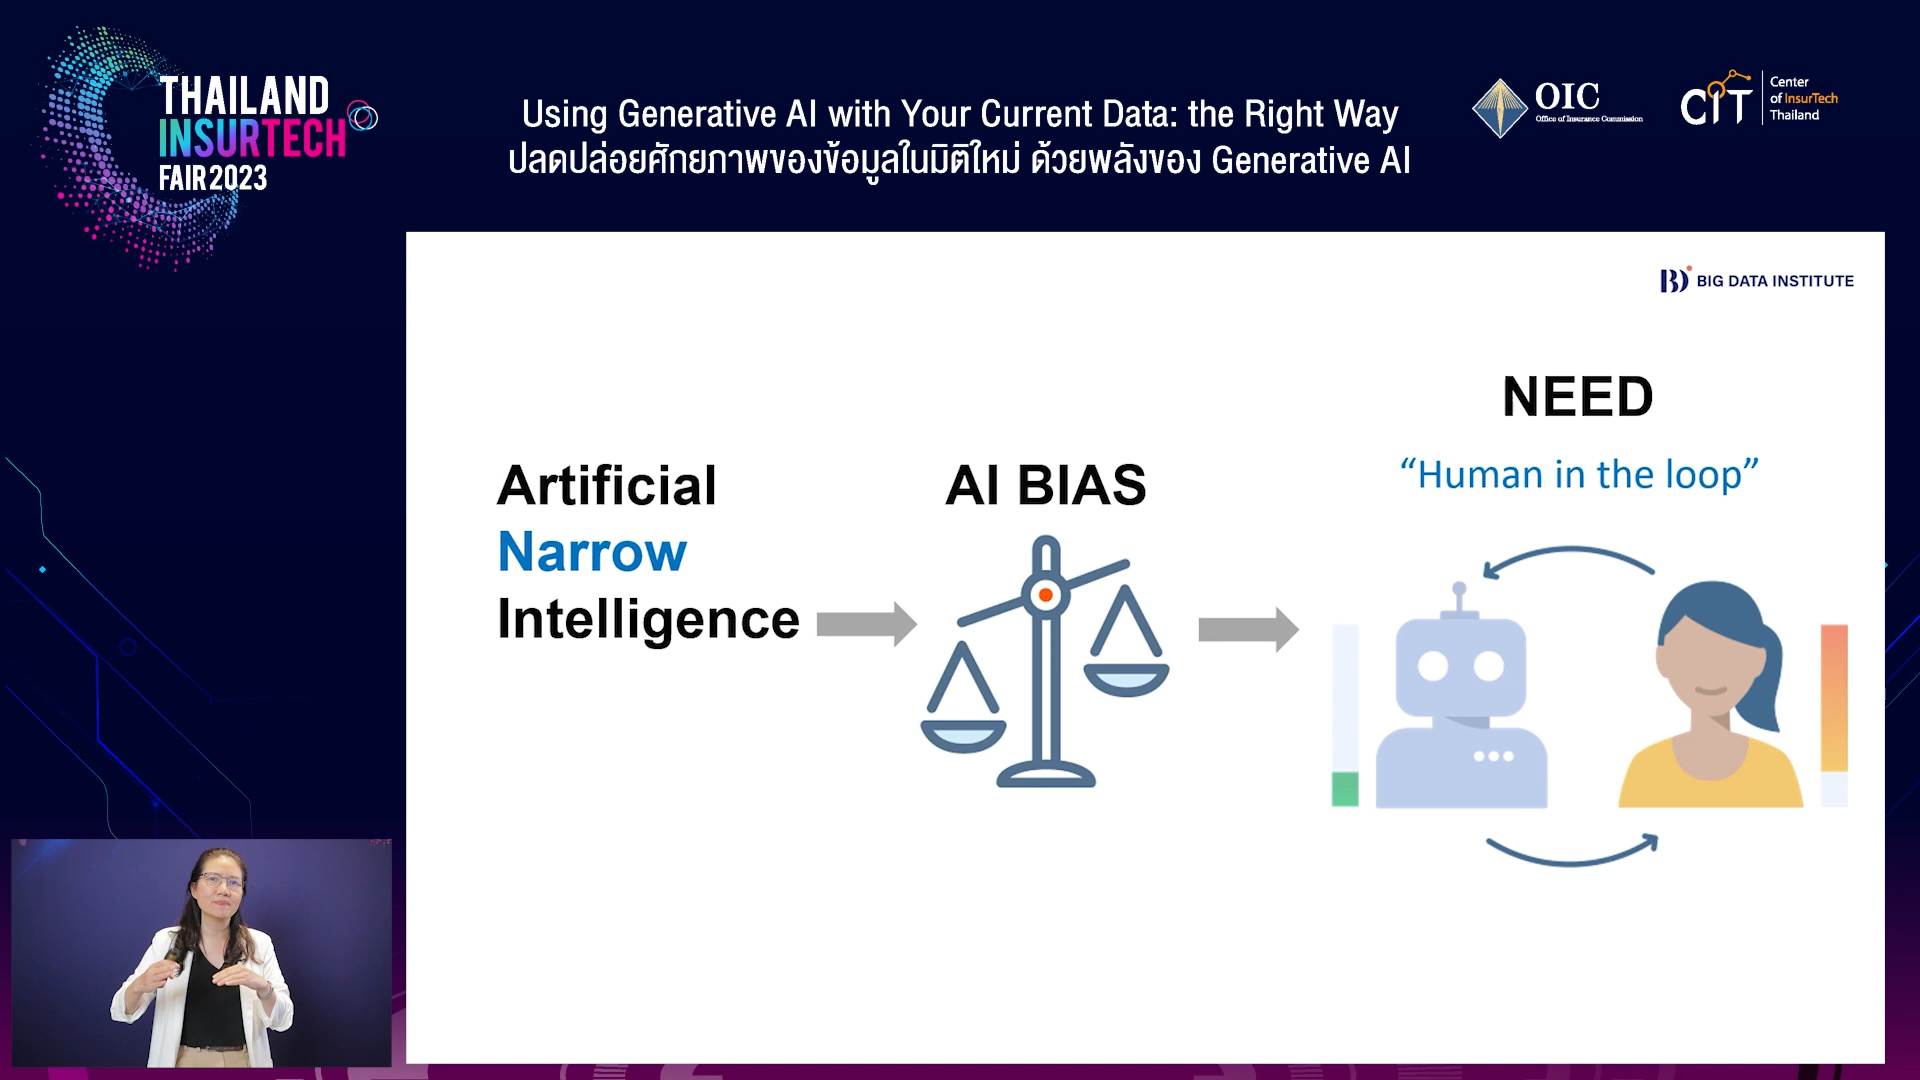 THAILAND
INSURTECH
FAIR 2023
Using Generative AI with Your Current Data: the Right Way
ปลดปล่อยศักยภาพของข้อมูลในมิติใหม่ ด้วยพลังของ Generative AI
OIC
Office of Insurance Commission
CIT
Center
of InsurTech
Thailand
BIG DATA INSTITUTE
Artificial
Narrow
Intelligence
AI BIAS
NEED
“Human in the loop”